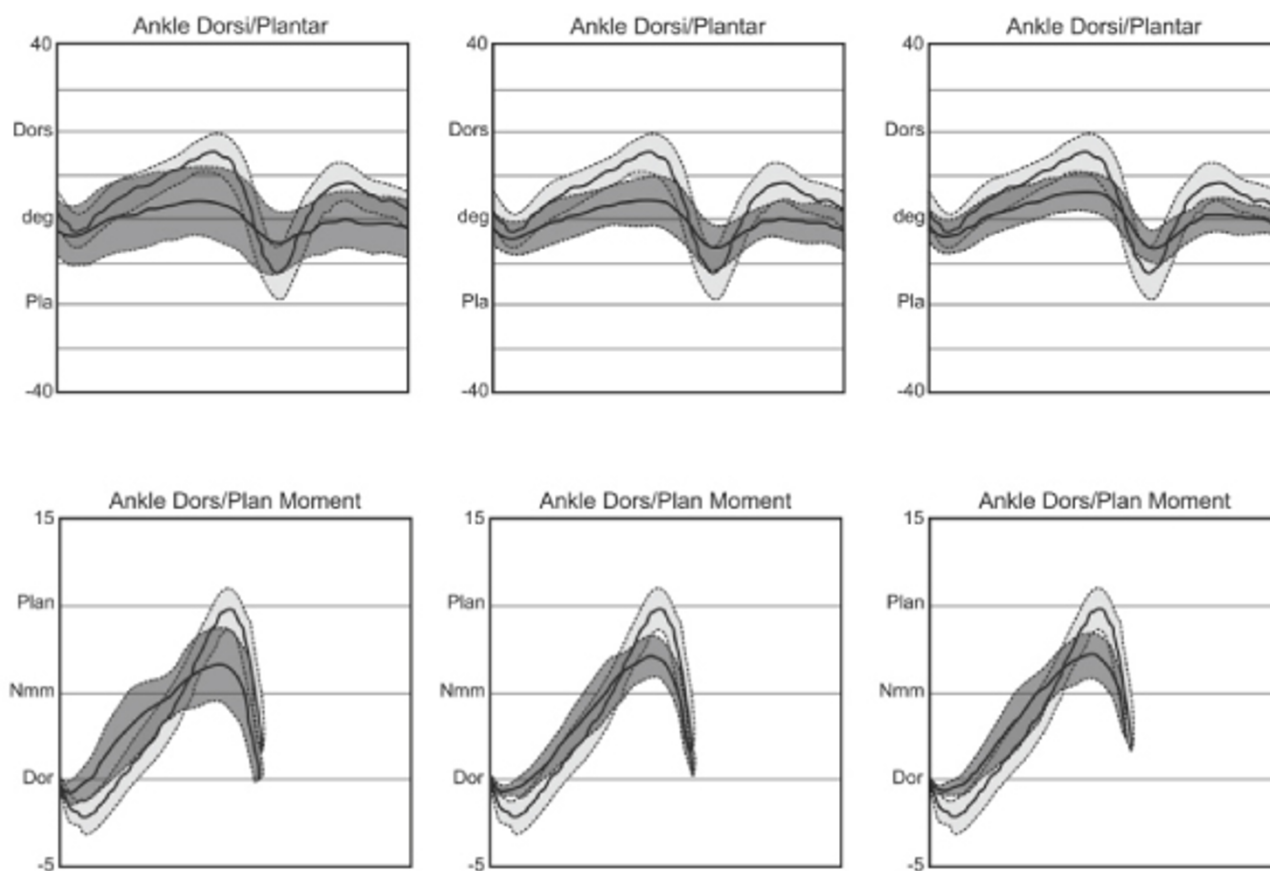 Ankle Dorsi/Plantar Ankle Dorsi/Plantar Ankle Dorsi/Plantar
40 40 40
Dors Dors Dors
deg deg deg
Pla Pla Pla
-40 -40 -40
Ankle Dors/Plan Moment Ankle Dors/Plan Moment Ankle Dors/Plan Moment
15 15 15
Plan Plan Plan
Nmm Nmm Nmm
Dor Dor Dor
-5 -5 -5